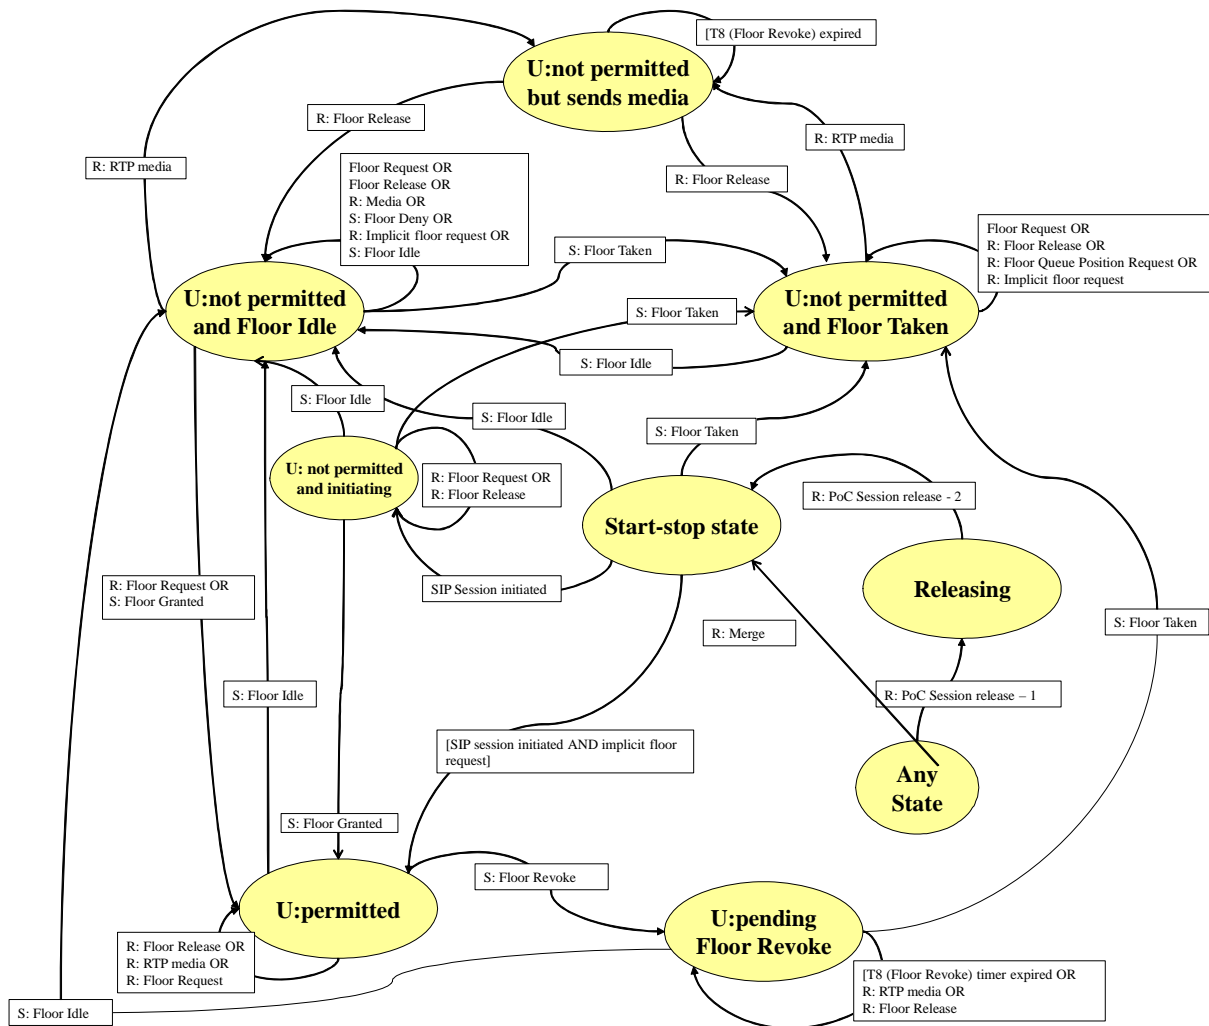 [T8 (Floor Revoke) expired
U:not permitted
but sends media
R: Floor Release
R: RTP media
R: RTP media
R: Floor Release
Floor Request OR
Floor Release OR
R: Media OR
S: Floor Deny OR
R: Implicit floor request OR
S: Floor Idle
S: Floor Taken
Floor Request OR
R: Floor Release OR
R: Floor Queue Position Request OR
R: Implicit floor request
U:not permitted
and Floor Idle
S: Floor Taken
U:not permitted
and Floor Taken
S: Floor Idle
S: Floor Idle
S: Floor Idle
S: Floor Taken
U: not permitted
and initiating
R: Floor Request OR
R: Floor Release
R: PoC Session release - 2
Start-stop state
SIP Session initiated
Releasing
R: Floor Request OR
S: Floor Granted
R: Merge
S: Floor Taken
S: Floor Idle
R: PoC Session release – 1
[SIP session initiated AND implicit floor
request]
Any
State
S: Floor Granted
S: Floor Revoke
U:permitted
U:pending
Floor Revoke
R: Floor Release OR
R: RTP media OR
R: Floor Request
[T8 (Floor Revoke) timer expired OR
R: RTP media OR
R: Floor Release
S: Floor Idle